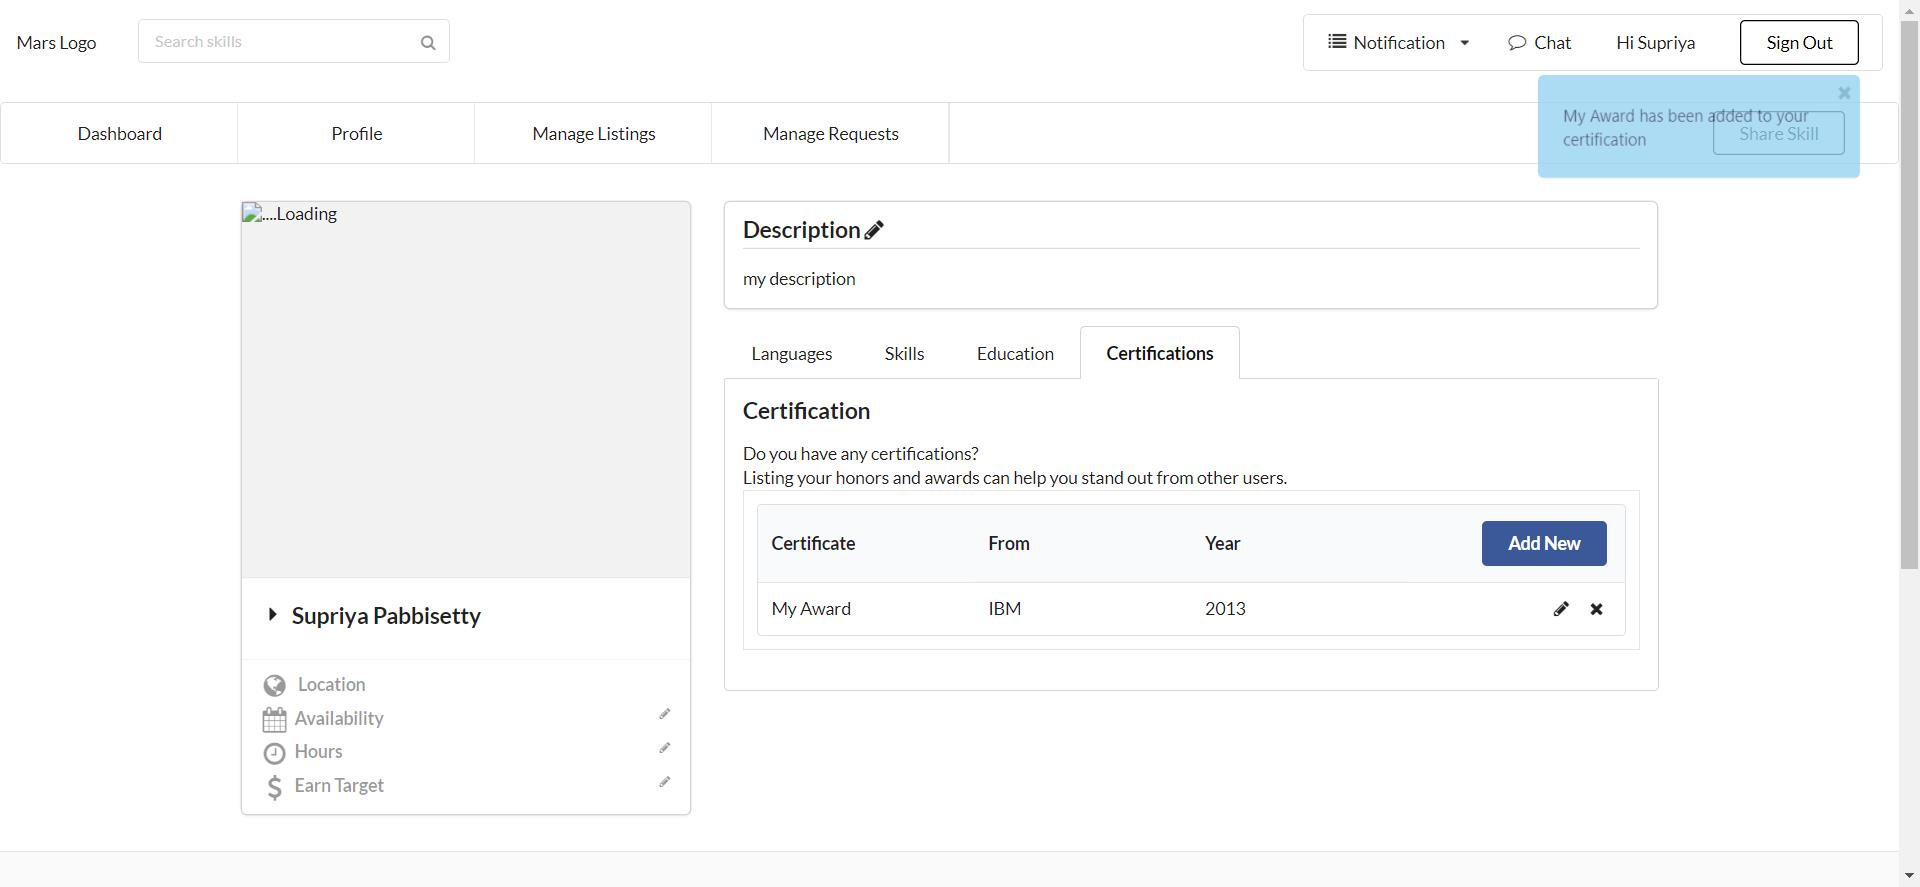 Mars Logo
Search skills
Notification
Chat
Hi Supriya
Sign Out
Dashboard
Profile
Manage Listings
Manage Requests
Share Skill
My Award has been added to your
certification
....Loading
Supriya Pabbisetty
Location
Availability
Hours
Earn Target
Description
my description
Languages
Skills
Education
Certifications
Certification
Do you have any certifications?
Listing your honors and awards can help you stand out from other users.
Certificate From Year Add New
My Award IBM 2013